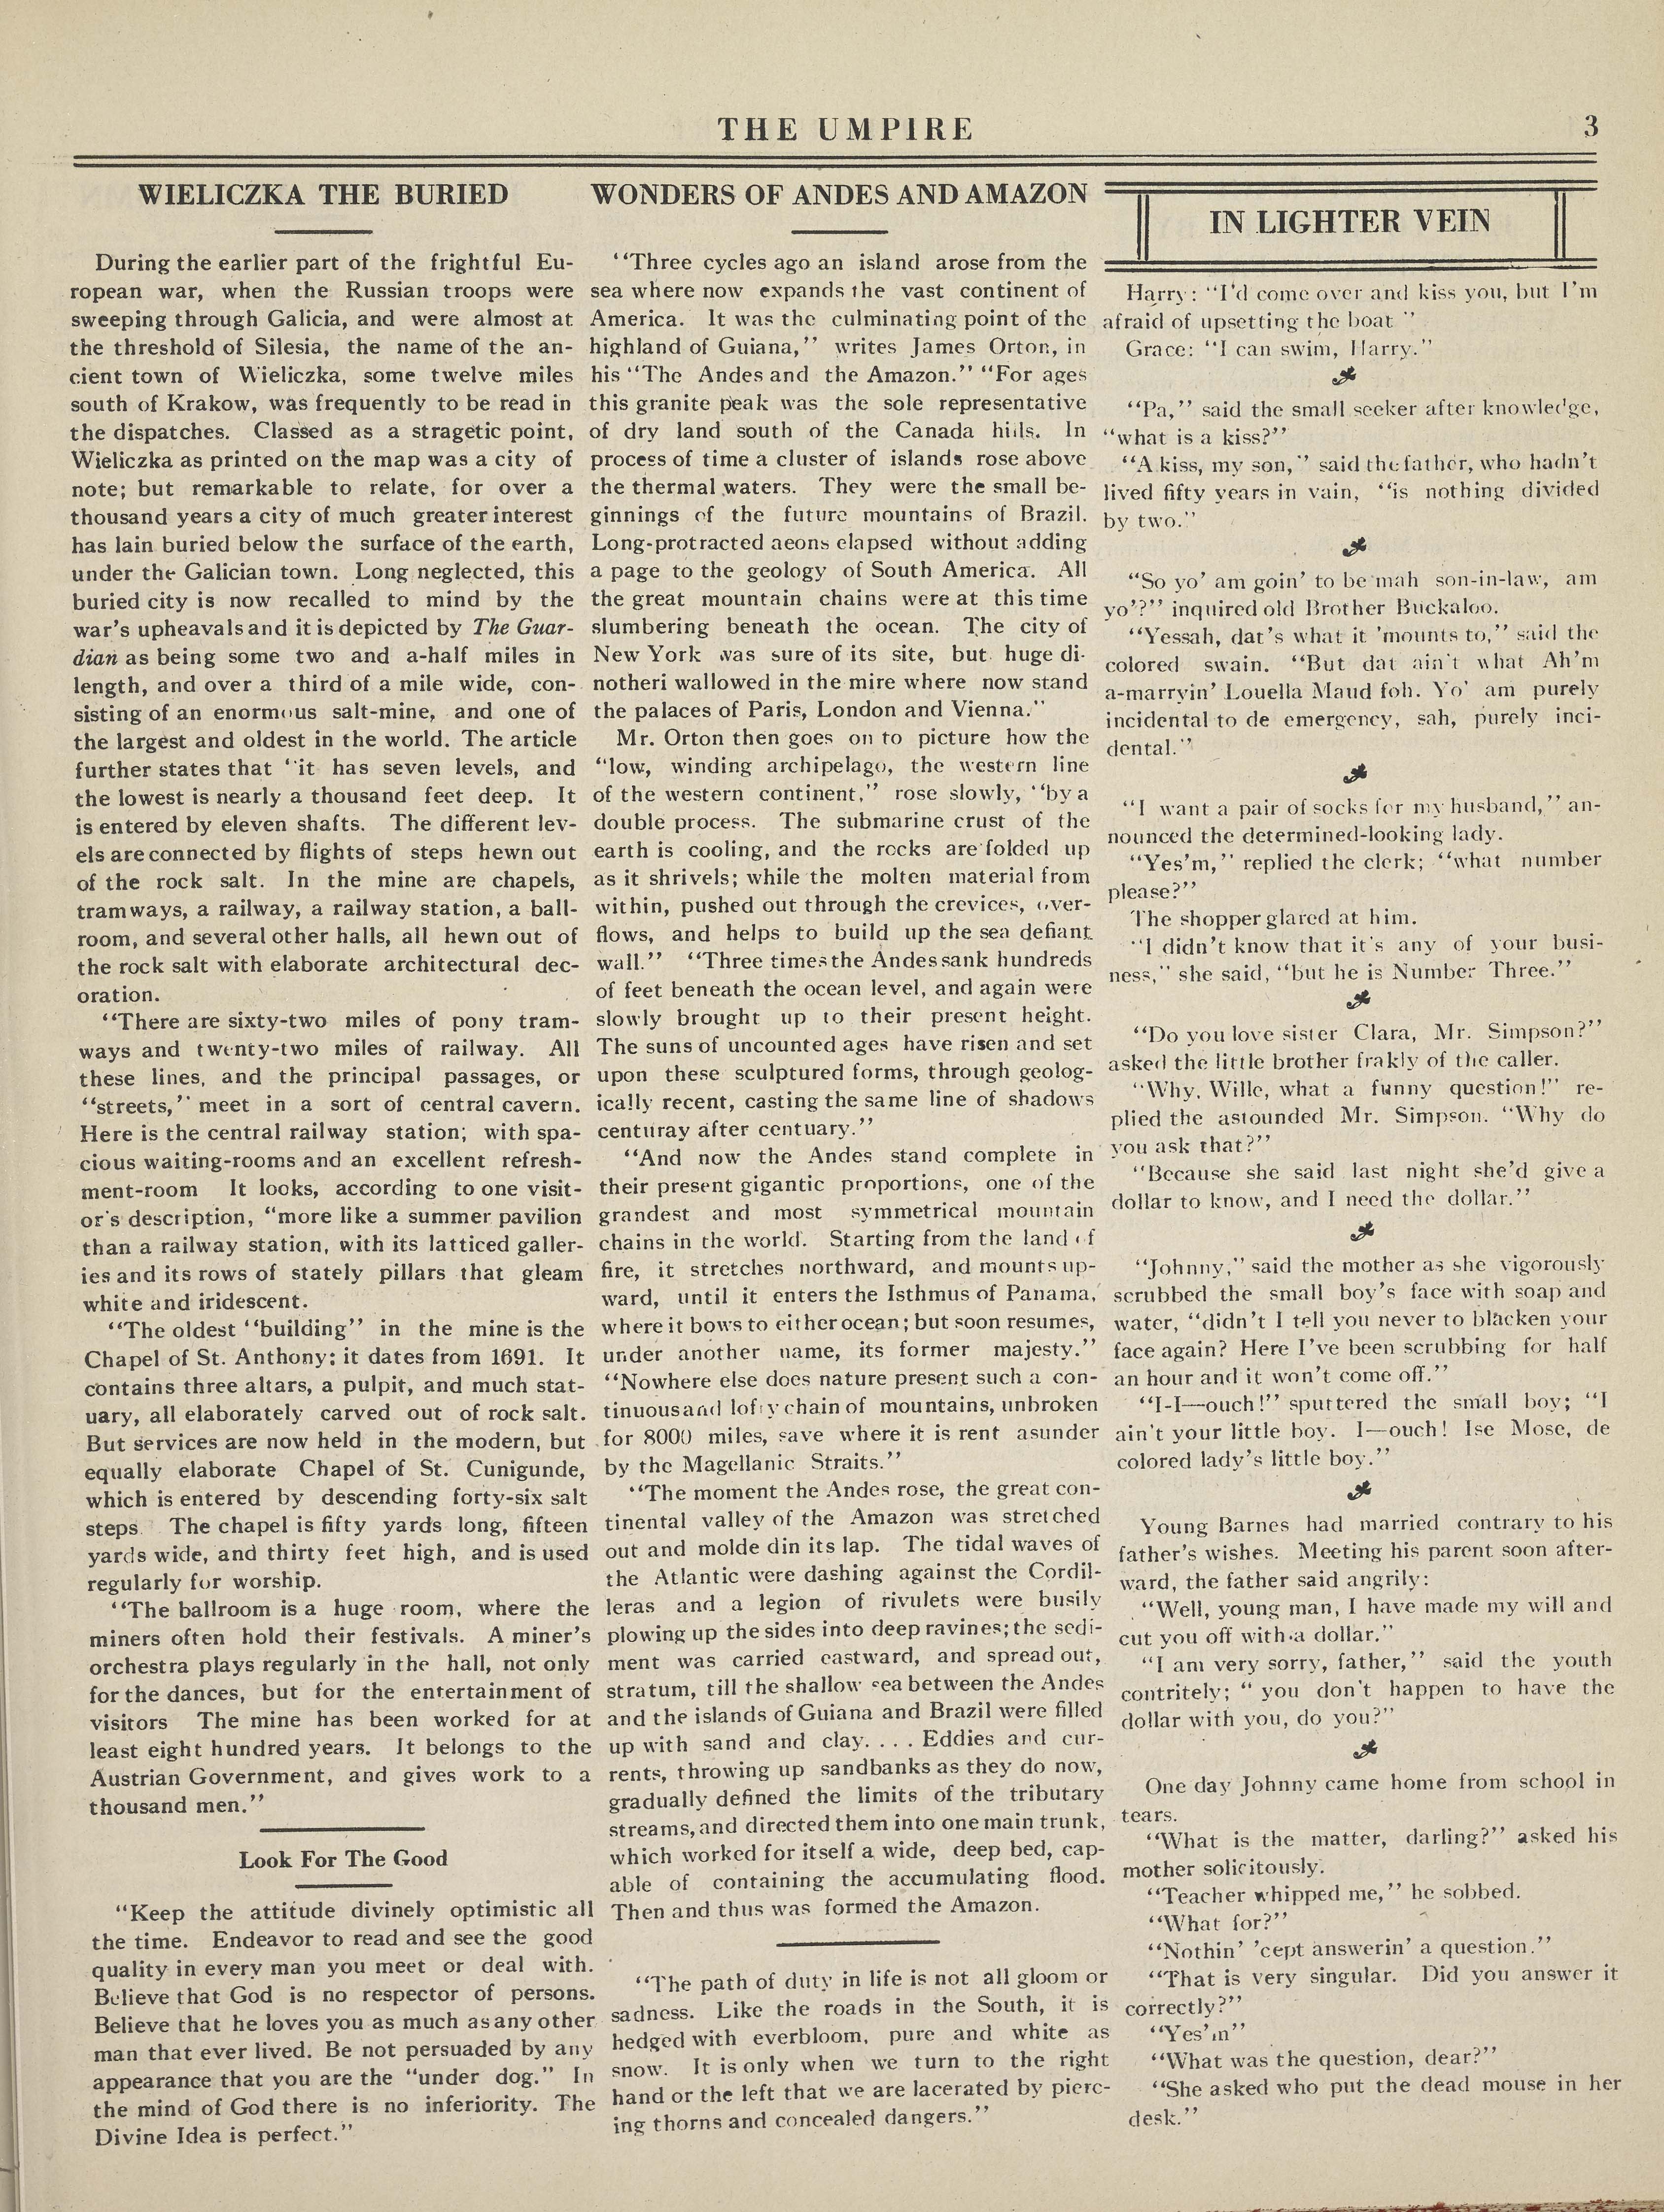 THE UMPIRE
3
WIELICZKA THE BURIED
During the earlier part of the frightful Eu-
ropean war, when the Russian troops were
sweeping through Galicia, and were almost at
the threshold of Silesia, the name of the an-
cient town of Wieliczka, some twelve miles
south of Krakow, was frequently to be read in
the dispatches. Classed as a stragetic point,
Wieliczka as printed on the map was a city of
note; but remarkable to relate, for over a
thousand years a city of much greater interest
has lain buried below the surface of the earth,
under the Galician town. Long neglected, this
buried city is now recalled to mind by the
war's upheavals and it is depicted by The Guar-
dian as being some two and a-half miles in
length, and over a third of a mile wide, con-
sisting of an enormous salt-mine, and one of
the largest and oldest in the world. The article
further states that "it has seven levels, and
the lowest is nearly a thousand feet deep. It
is entered by eleven shafts. The different lev-
els are connected by flights of steps hewn out
of the rock salt. In the mine are chapels,
tramways, a railway, a railway station, a ball-
room, and several other halls, all hewn out of
the rock salt with elaborate architectural dec-
oration.
"There are sixty-two miles of pony tram-
ways and twenty-two miles of railway. All
these lines, and the principal passages, or
"streets," meet in a sort of central cavern.
Here is the central railway station; with spa-
cious waiting-rooms and an excellent refresh-
ment-room It looks, according to one visit-
or's description, "more like a summer pavilion
than a railway station, with its latticed galler-
ies and its rows of stately pillars that gleam
white and iridescent.
"The oldest "building" in the mine is the
Chapel of St. Anthony: it dates from 1691. It
contains three altars, a pulpit, and much stat-
uary, all elaborately carved out of rock salt.
But services are now held in the modern, but
equally elaborate Chapel of St. Cunigunde,
which is entered by descending forty-six salt
steps. The chapel is fifty yards long, fifteen
yards wide, and thirty feet high, and is used
regularly for worship.
"The ballroom is a huge room, where the
miners often hold their festivals. A miner's
orchestra plays regularly in the hall, not only
for the dances, but for the entertainment of
visitors The mine has been worked for at
least eight hundred years. It belongs to the
Austrian Government, and gives work to a
thousand men."
Look For The Good
"Keep the attitude divinely optimistic all
the time. Endeavor to read and see the good
quality in every man you meet or deal with.
Believe that God is no respector of persons.
Believe that he loves you as much as any other
man that ever lived. Be not persuaded by any
appearance that you are the "under dog." In
the mind of God there is no inferiority. The
Divine Idea is perfect."
WONDERS OF ANDES AND AMAZON
"Three cycles ago an island arose from the
sea where now expands the vast continent of
America. It was the culminating point of the
highland of Guiana," writes James Orton, in
his "The Andes and the Amazon." "For ages
this granite peak was the sole representative
of dry land south of the Canada hills. In
process of time a cluster of islands rose above
the thermal waters. They were the small be-
ginnings of the future mountains of Brazil.
Long-protracted aeons elapsed without adding
a page to the geology of South America. All
the great mountain chains were at this time
slumbering beneath the ocean. The city of
New York was sure of its site, but huge di-
notheri wallowed in the mire where now stand
the palaces of Paris, London and Vienna."
Mr. Orton then goes on to picture how the
"low, winding archipelago, the western line
of the western continent," rose slowly, "by a
double process. The submarine crust of the
earth is cooling, and the rocks are folded up
as it shrivels; while the molten material from
within, pushed out through the crevices, over-
flows, and helps to build up the sea defiant
wall." "Three times the Andes sank hundreds
of feet beneath the ocean level, and again were
slowly brought up to their present height.
The suns of uncounted ages have risen and set
upon these sculptured forms, through geolog-
ically recent, casting the same line of shadows
centuray after centuary."
"And now the Andes stand complete in
their present gigantic proportions, one of the
grandest and most symmetrical mountain
chains in the world. Starting from the land of
fire, it stretches northward, and mounts up-
ward, until it enters the Isthmus of Panama,
where it bows to either ocean; but soon resumes,
under another name, its former majesty."
"Nowhere else does nature present such a con-
tinuous and lofty chain of mountains, unbroken
for 8000 miles, save where it is rent asunder
by the Magellanic Straits."
"The moment the Andes rose, the great con-
tinental valley of the Amazon was stretched
out and molde din its lap. The tidal waves of
the Atlantic were dashing against the Cordil-
leras and a legion of rivulets were busily
plowing up the sides into deep ravines; the sedi-
ment was carried eastward, and spread out,
stratum, till the shallow sea between the Andes
and the islands of Guiana and Brazil were filled
up with sand and clay. . . . Eddies and cur-
rents, throwing up sandbanks as they do now,
gradually defined the limits of the tributary
streams, and directed them into one main trunk,
which worked for itself a wide, deep bed, cap-
able of containing the accumulating flood.
Then and thus was formed the Amazon.
"The path of duty in life is not all gloom or
sadness. Like the roads in the South, it is
hedged with everbloom, pure and white as
snow. It is only when we turn to the right
hand or the left that we are lacerated by pierc-
ing thorns and concealed dangers."
IN LIGHTER VEIN
Harry: "I'd come over and kiss you, but I'm
afraid of upsetting the boat "
Grace: "I can swim, Harry."
"Pa," said the small seeker after knowledge,
"what is a kiss?"
"A kiss, my son," said the father, who hadn't
lived fifty years in vain, "is nothing divided
by two."
"So yo' am goin' to be mah son-in-law, am
yo'?" inquired old Brother Buckaloo.
"Yessah, dat's what it 'mounts to," said the
colored swain. "But dat ain't what Ah'm
a-marryin' Louella Maud foh. Yo' am purely
incidental to de emergency, sah, purely inci-
dental."
"I want a pair of socks for my husband," an-
nounced the determined-looking lady.
"Yes'm," replied the clerk; "what number
please?"
The shopper glared at him.
"I didn't know that it's any of your busi-
ness," she said, "but he is Number Three."
"Do you love sister Clara, Mr. Simpson?"
asked the little brother frakly of the caller.
"Why, Wille, what a funny question!" re-
plied the astounded Mr. Simpson. "Why do
you ask that?"
"Because she said last night she'd give a
dollar to know, and I need the dollar."
"Johnny," said the mother as she vigorously
scrubbed the small boy's face with soap and
water, "didn't I tell you never to blacken your
face again? Here I've been scrubbing for half
an hour and it won't come off."
"I-I—ouch!" sputtered the small boy; "I
ain't your little boy. I—ouch! Ise Mose, de
colored lady's little boy."
Young Barnes had married contrary to his
father's wishes. Meeting his parent soon after-
ward, the father said angrily:
"Well, young man, I have made my will and
cut you off with a dollar."
"I am very sorry, father," said the youth
contritely; " you don't happen to have the
dollar with you, do you?"
One day Johnny came home from school in
tears.
"What is the matter, darling?" asked his
mother solicitously.
"Teacher whipped me," he sobbed.
"What for?"
"Nothin' 'cept answerin' a question."
"That is very singular. Did you answer it
correctly?"
"Yes'm"
"What was the question, dear?"
"She asked who put the dead mouse in her
desk."